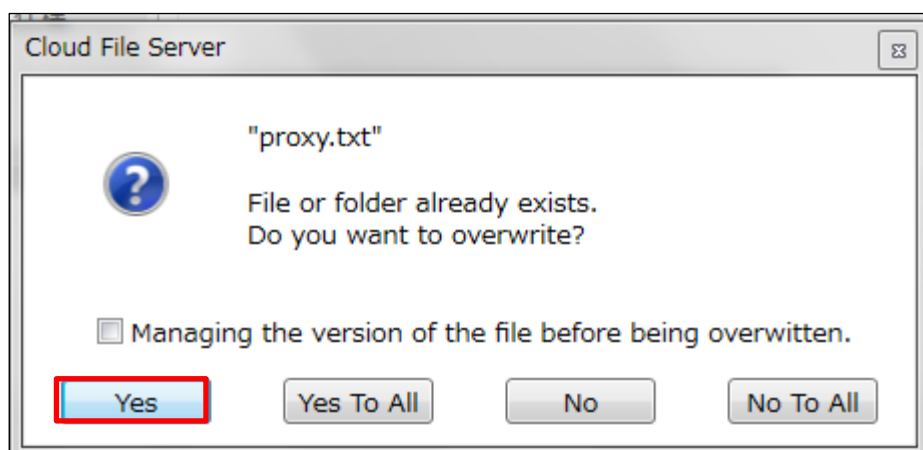 Cloud File Server
"proxy.txt"
File or folder already exists.
Do you want to overwrite?
Managing the version of the file before being overwitten.
Yes
Yes To All
No
No To All